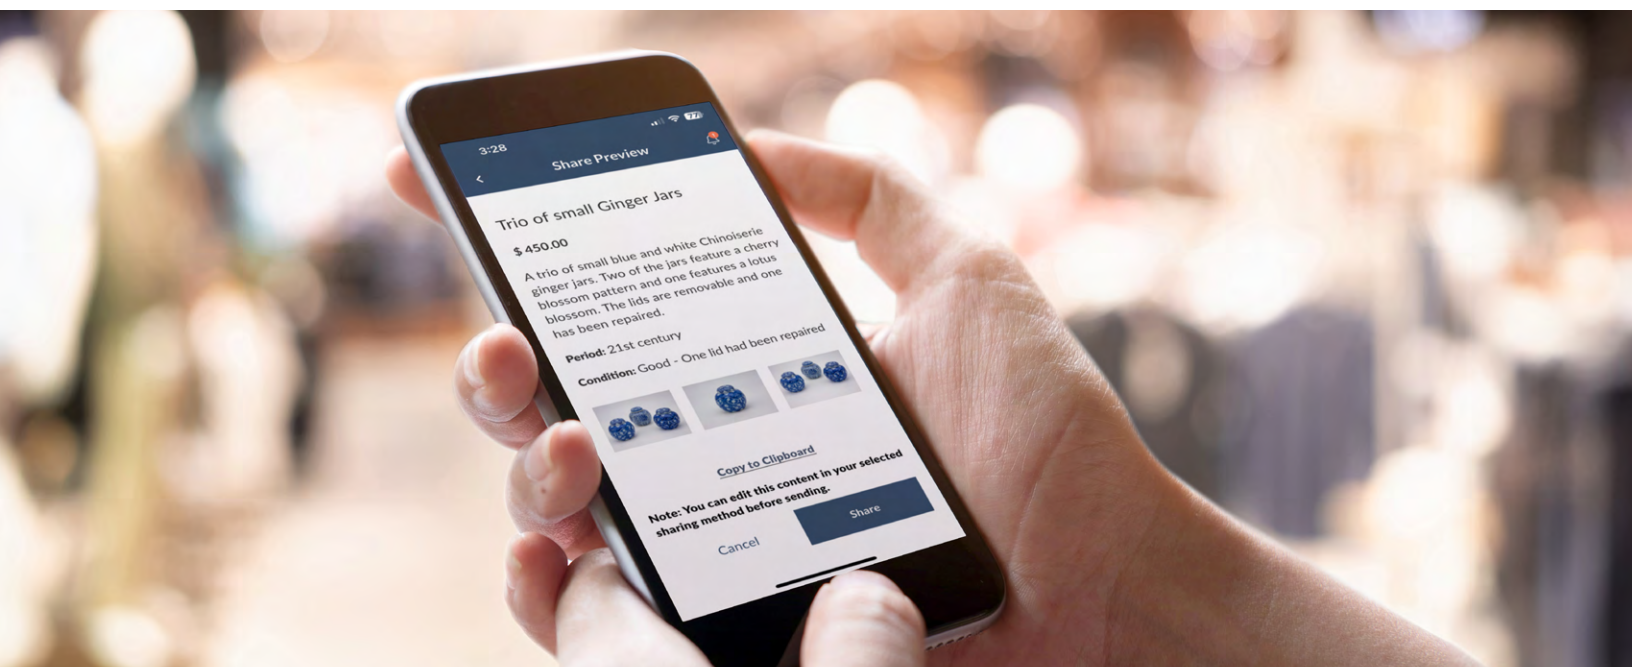 3:28
77
Share Preview
Trio of small Ginger Jars
$ 450.00
A trio of small blue and white Chinoiserie
ginger jars. Two of the jars feature a cherry
blossom pattern and one features a lotus
blossom. The lids are removable and one
has been repaired.
Period: 21st century
Condition: Good - One lid had been repaired
Copy to Clipboard
Note: You can edit this content in your selected
sharing method before sending.
Cancel
Share